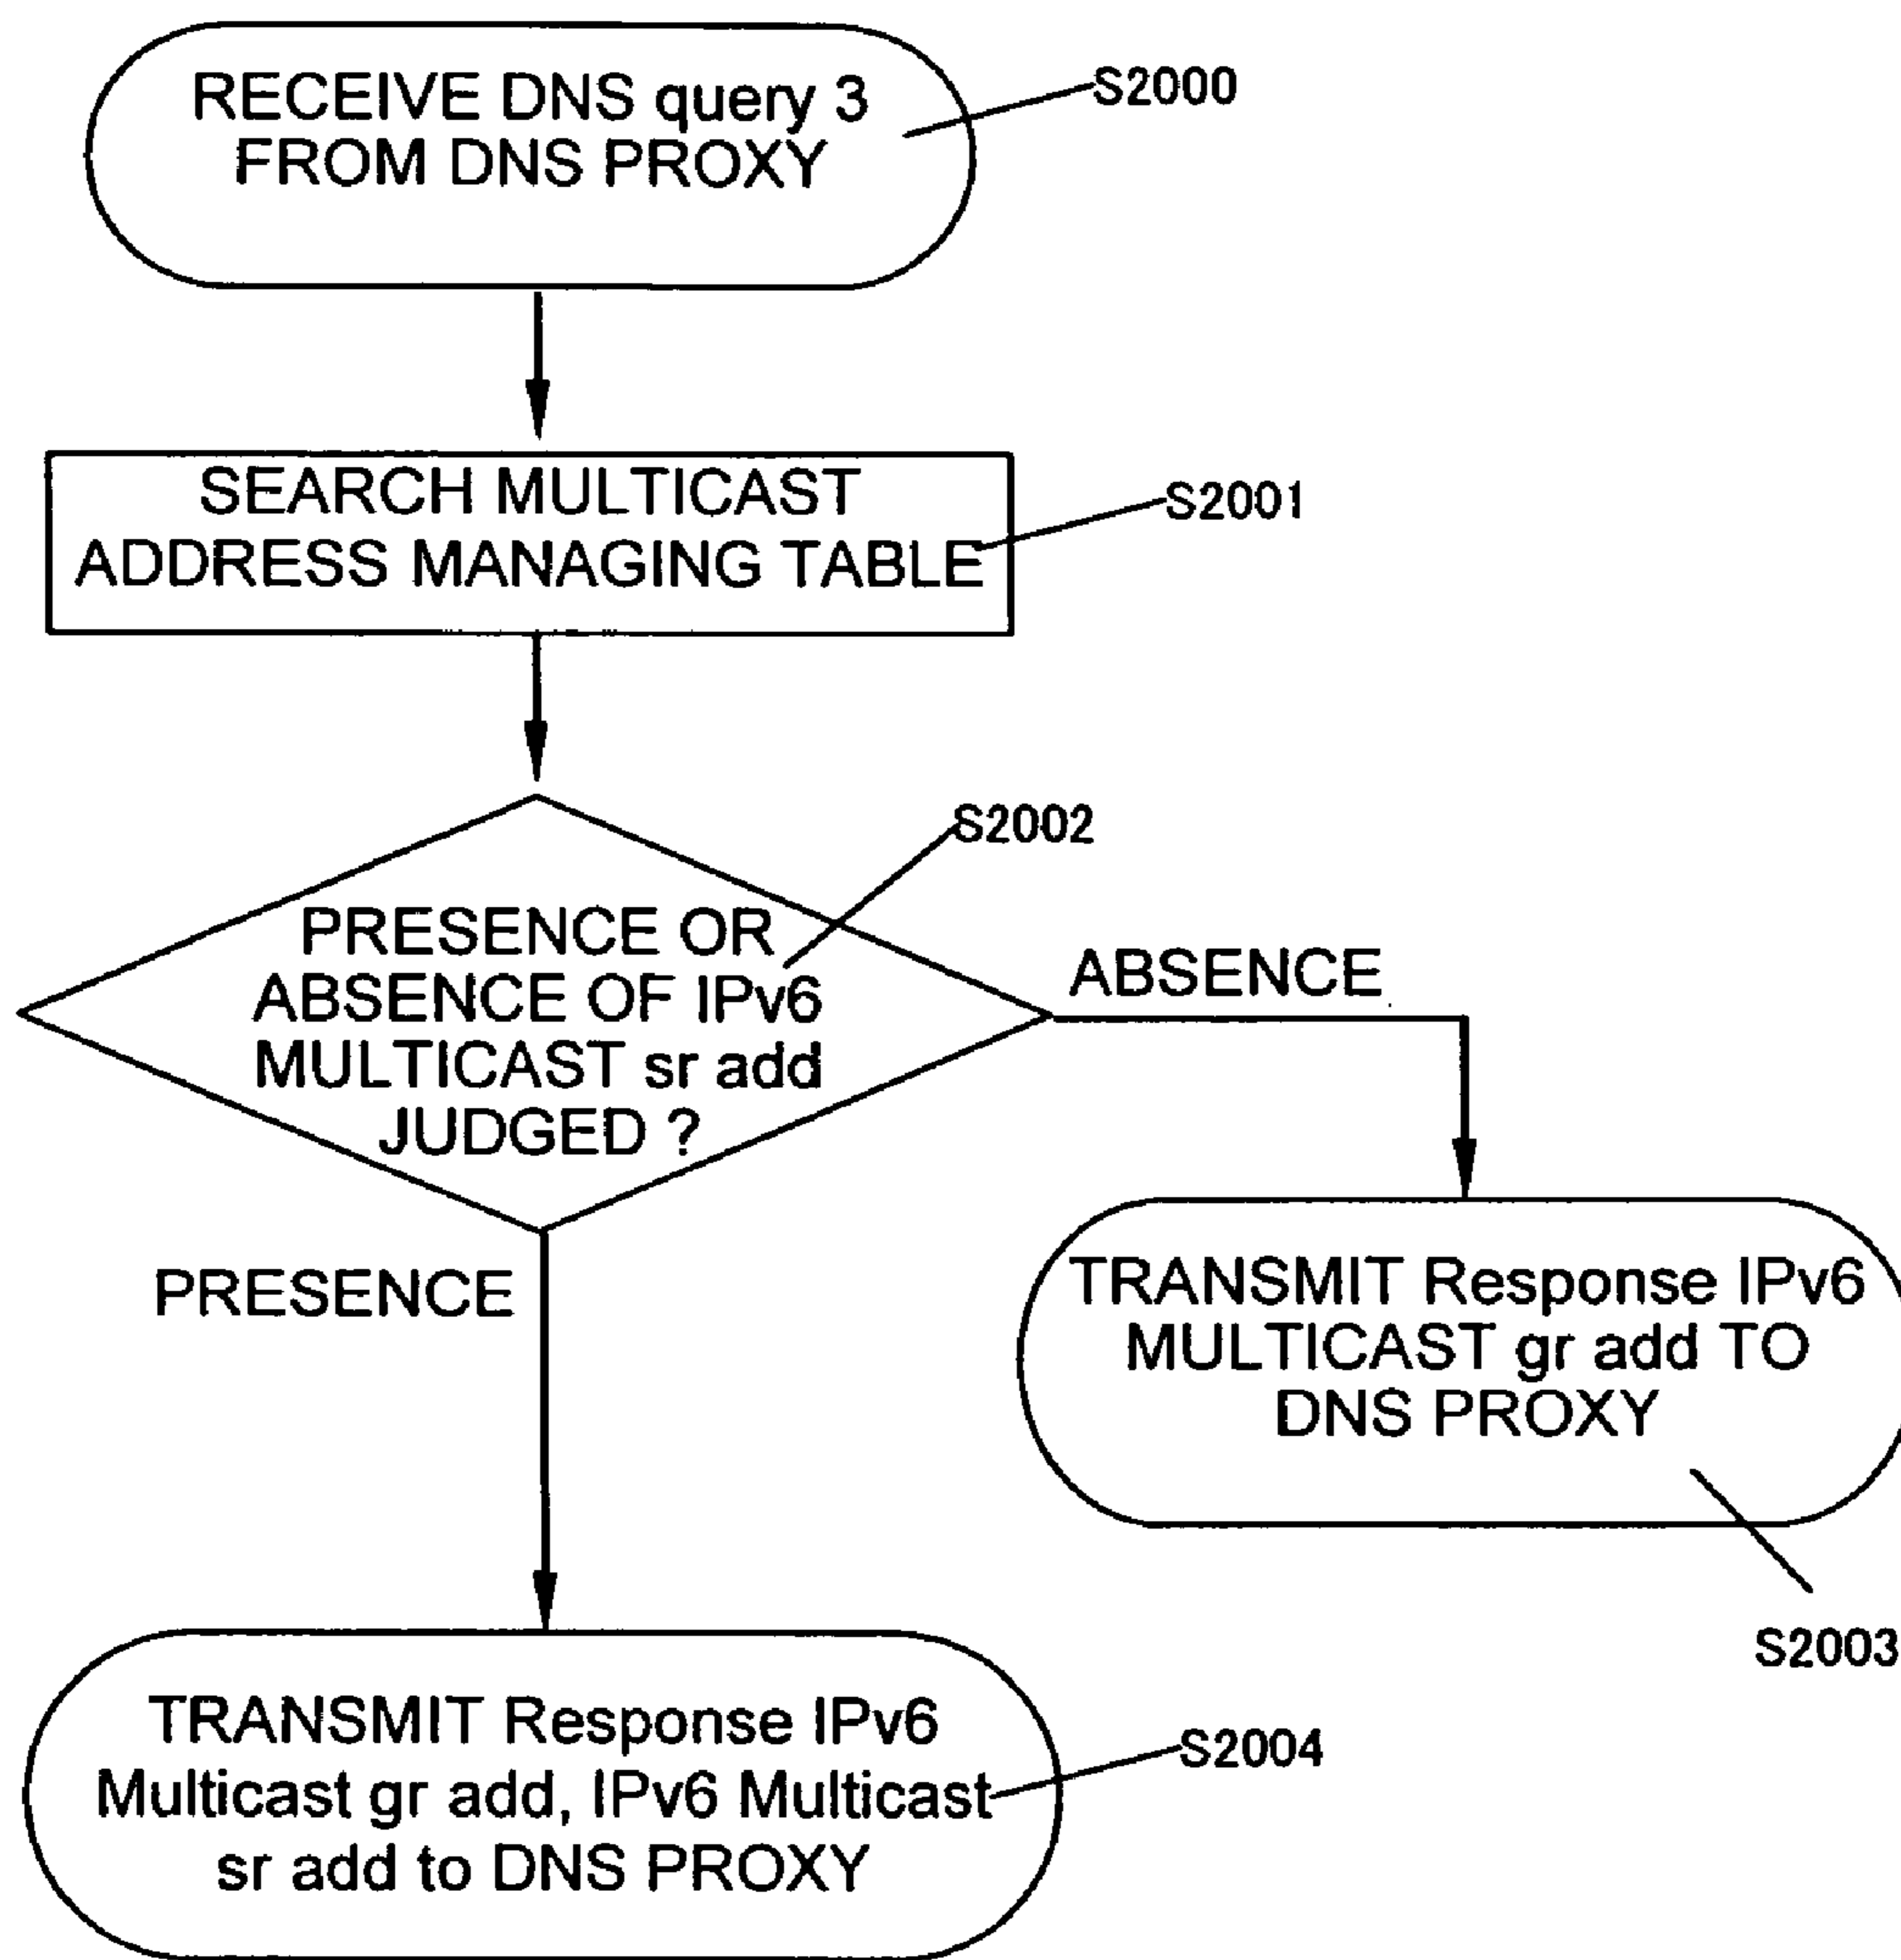 RECEIVE DNS query 3
FROM DNS PROXY
S2000
SEARCH MULTICAST
ADDRESS MANAGING TABLE
S2001
S2002
PRESENCE OR
ABSENCE OF IPv6
MULTICAST sr add
JUDGED ?
ABSENCE
PRESENCE
TRANSMIT Response IPv6
MULTICAST gr add TO
DNS PROXY
S2003
TRANSMIT Response IPv6
Multicast gr add, IPv6 Multicast
sr add to DNS PROXY
S2004